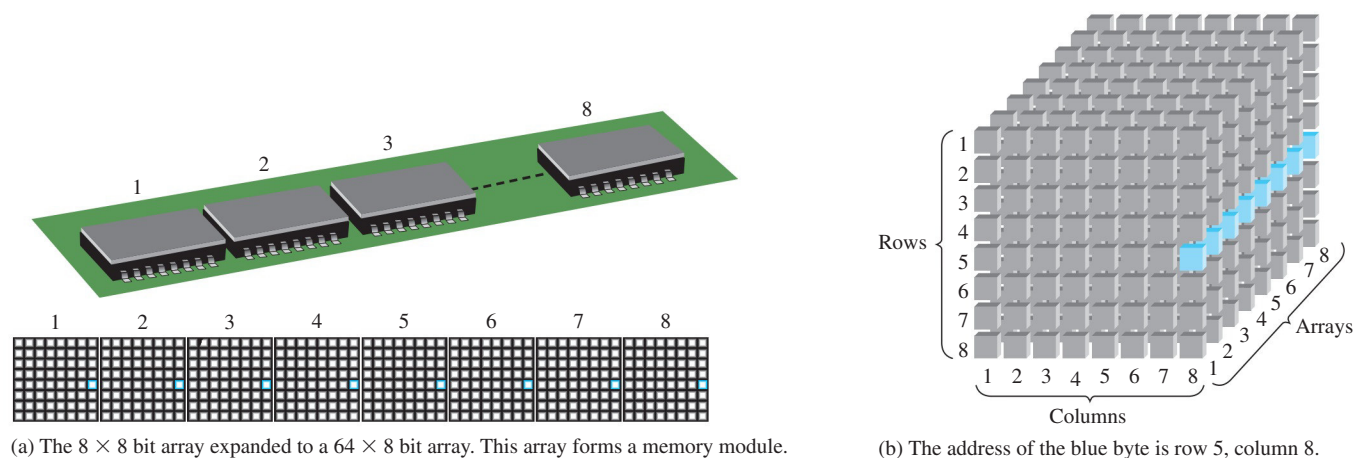 1
2
3
8
1 2 3 4 5 6 7 8
(a) The 8 × 8 bit array expanded to a 64 × 8 bit array. This array forms a memory module.
Rows
1
2
3
4
5
6
7
8
1 2 3 4 5 6 7 8
Columns
1
2
3
4
5
6
7
8
Arrays
(b) The address of the blue byte is row 5, column 8.